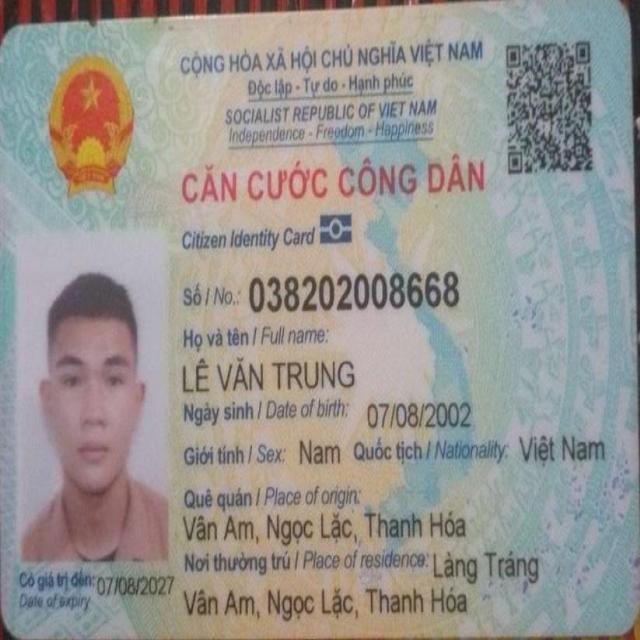 CỘNG HÒA XÃ HỘI CHỦ NGHĨA VIỆT NAM
Độc lập - Tự do - Hạnh phúc
SOCIALIST REPUBLIC OF VIET NAM
Independence - Freedom - Happiness
CĂN CƯỚC CÔNG DÂN
Citizen Identity Card
Số / No.: 038202008668
Họ và tên / Full name:
LÊ VĂN TRUNG
Ngày sinh / Date of birth: 07/08/2002
Giới tính / Sex: Nam Quốc tịch / Nationality: Việt Nam
Quê quán / Place of origin:
Vân Am, Ngọc Lặc, Thanh Hóa
Nơi thường trú / Place of residence: Làng Tráng
Vân Am, Ngọc Lặc, Thanh Hóa
Có giá trị đến: 07/08/2027
Date of expiry